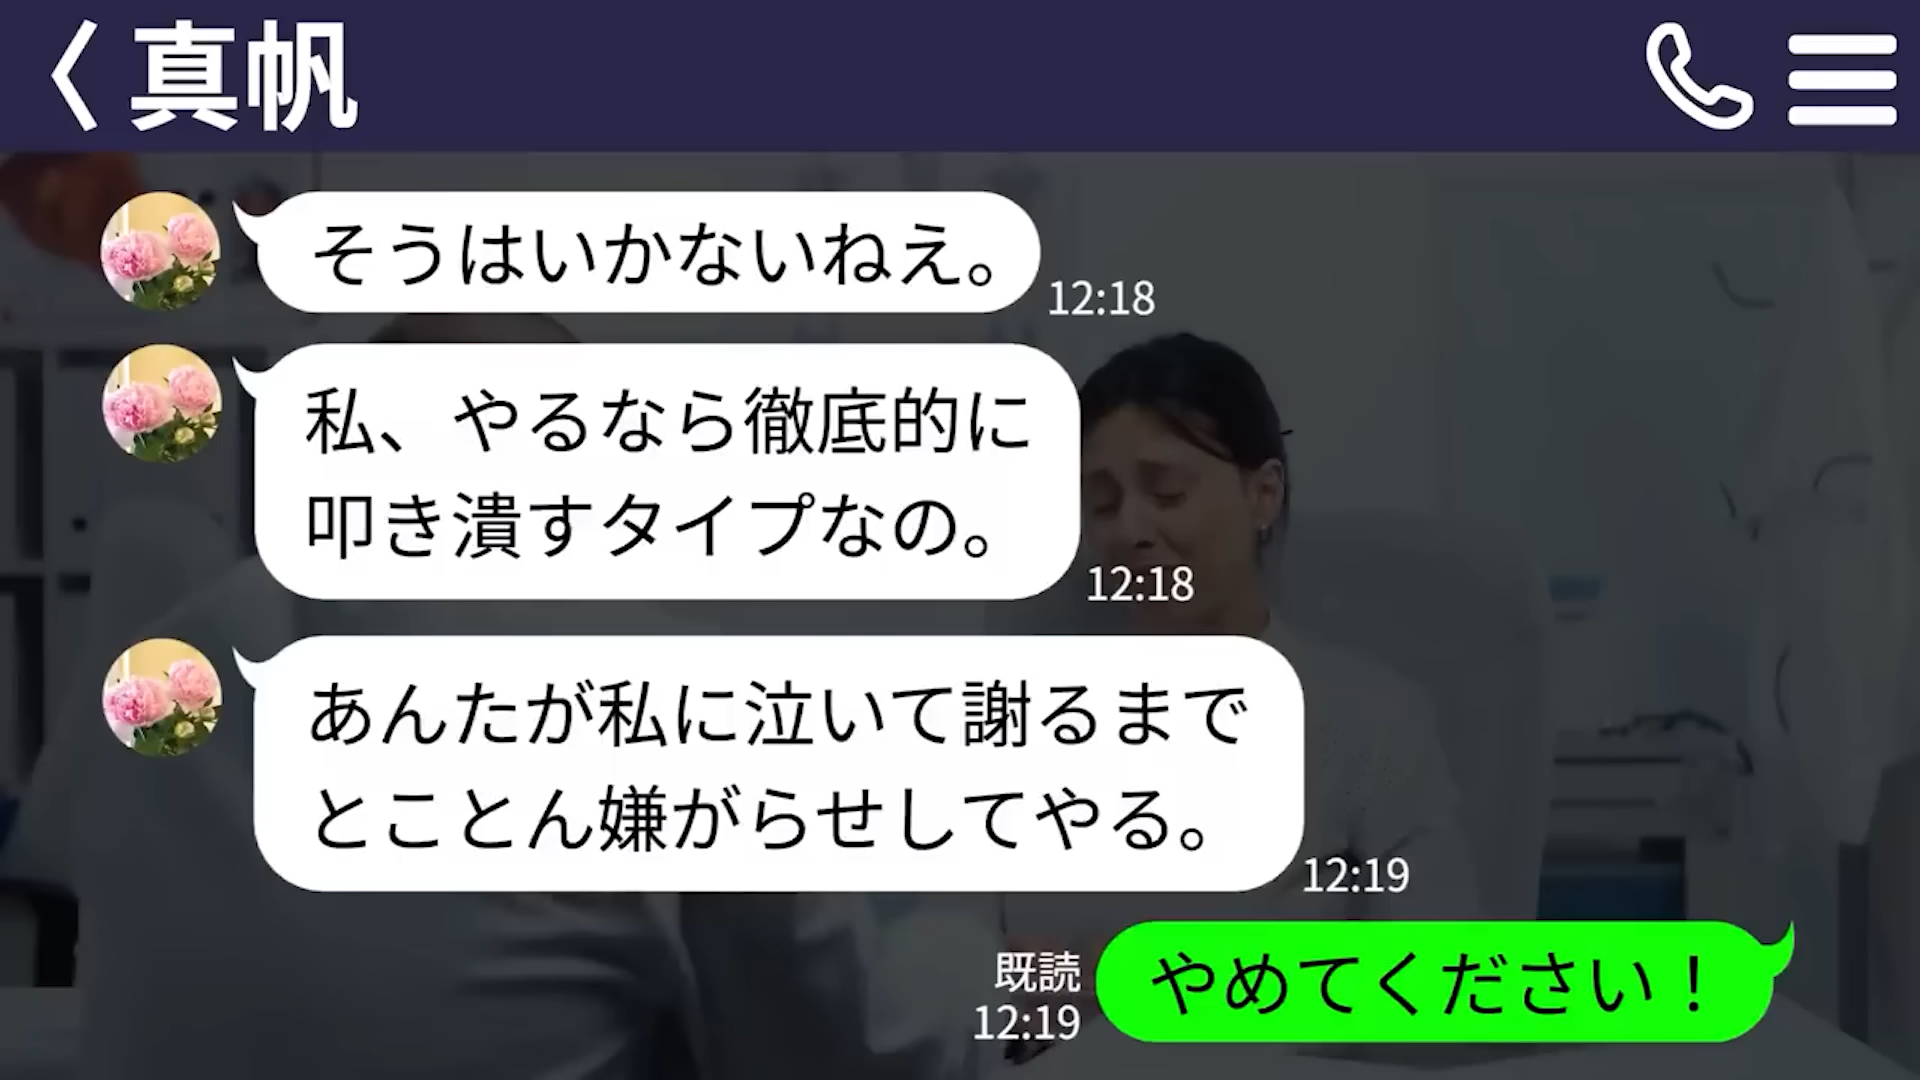 真帆
そうはいかないねえ。
12:18
私、やるなら徹底的に
叩き潰すタイプなの。
12:18
あんたが私に泣いて謝るまで
とことん嫌がらせしてやる。
12:19
やめてください！
既読
12:19